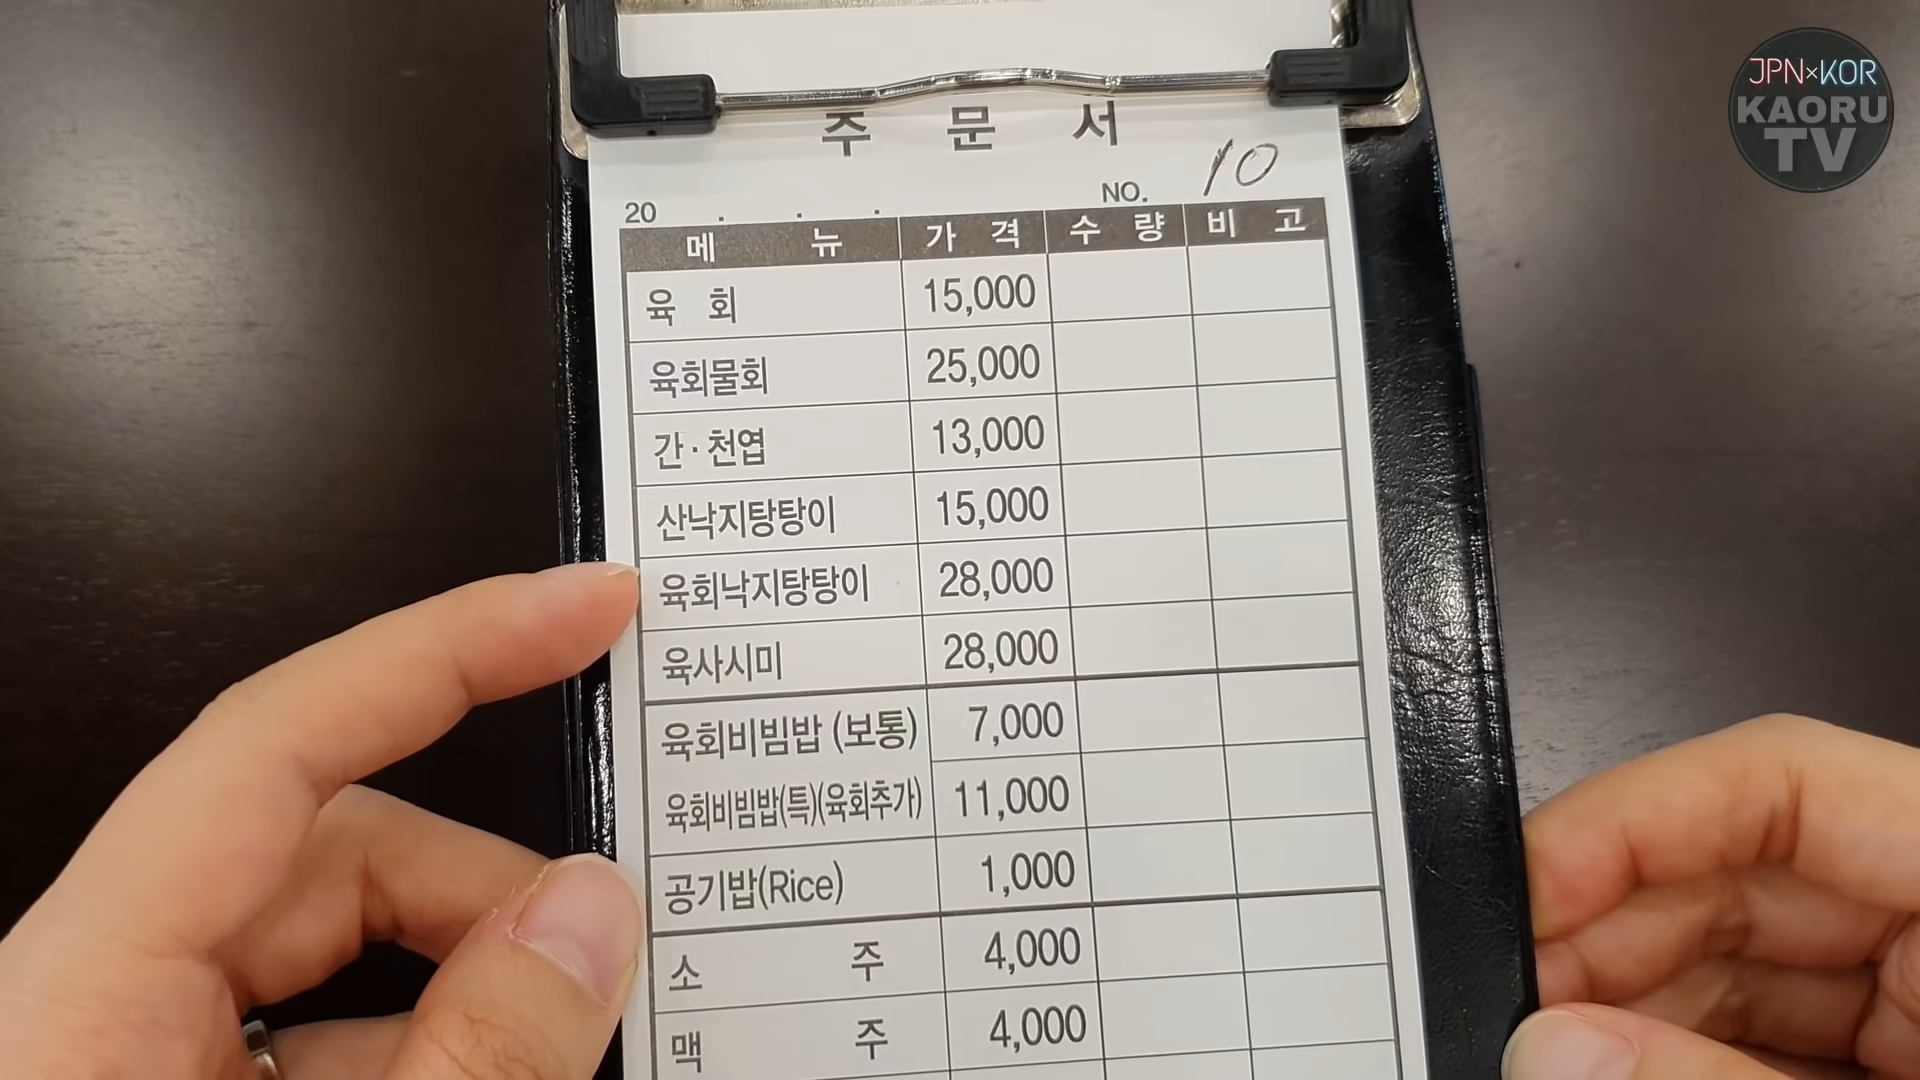 JPN×KOR
KAORU
TV
주 문 서
20 . . .
NO. 10
메 뉴 가 격 수 량 비 고
육 회 15,000
육회물회 25,000
간·천엽 13,000
산낙지탕탕이 15,000
육회낙지탕탕이 28,000
육사시미 28,000
육회비빔밥 (보통) 7,000
육회비빔밥(특)(육회추가) 11,000
공기밥(Rice) 1,000
소 주 4,000
맥 주 4,000